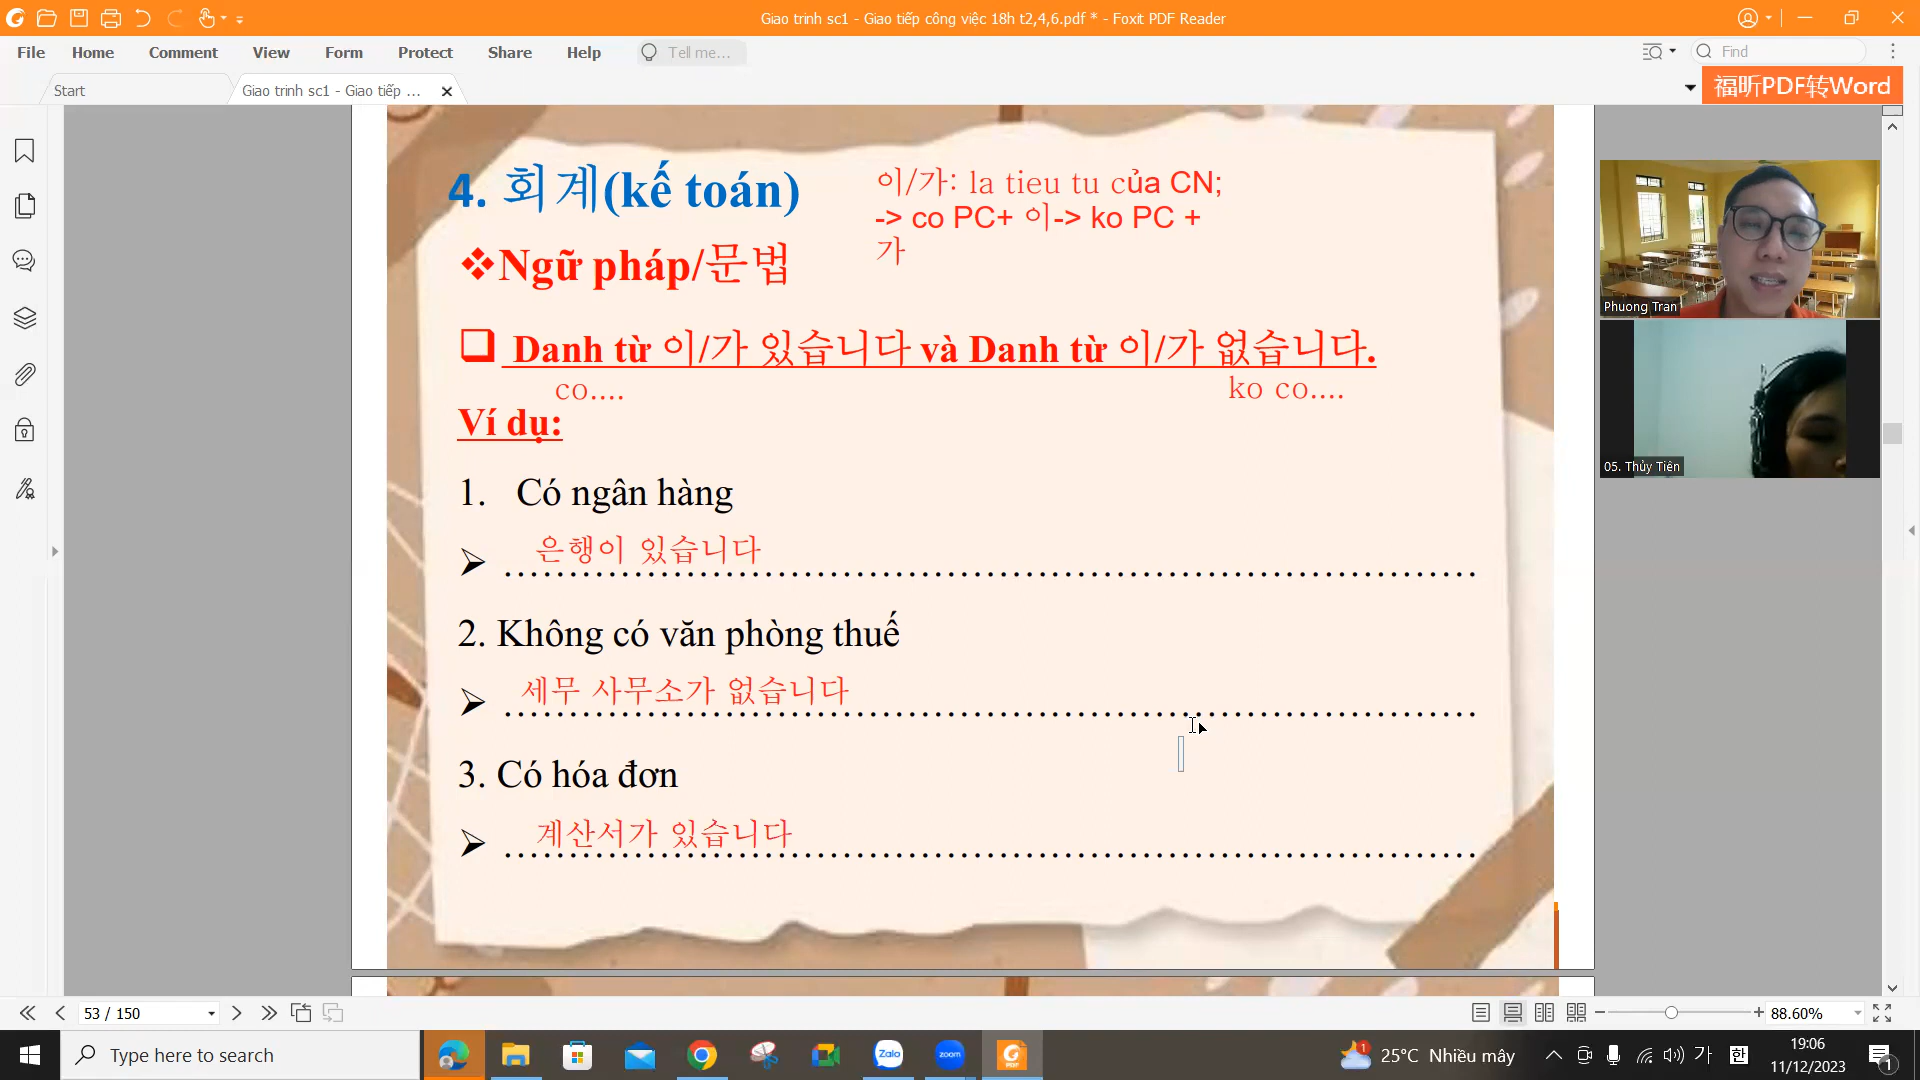 Giao trinh sc1 - Giao tiếp công việc 18h t2,4,6.pdf * - Foxit PDF Reader
File Home Comment View Form Protect Share Help Tell me... Find
Start Giao trinh sc1 - Giao tiếp ... 福昕PDF转Word
4. 회계(kế toán)
이/가: la tieu tu của CN;
-> co PC+ 이-> ko PC +
가
❖Ngữ pháp/문법
❑ Danh từ 이/가 있습니다 và Danh từ 이/가 없습니다.
co.... ko co....
Ví dụ:
1. Có ngân hàng
은행이 있습니다
➢ ........................................................................
2. Không có văn phòng thuế
세무 사무소가 없습니다
➢ ........................................................................
3. Có hóa đơn
계산서가 있습니다
➢ ........................................................................
Phuong Tran
05. Thủy Tiên
53 / 150 88.60%
Type here to search
Zalo zoom PDF
1 25°C Nhiều mây 가 한 19:06
11/12/2023 1